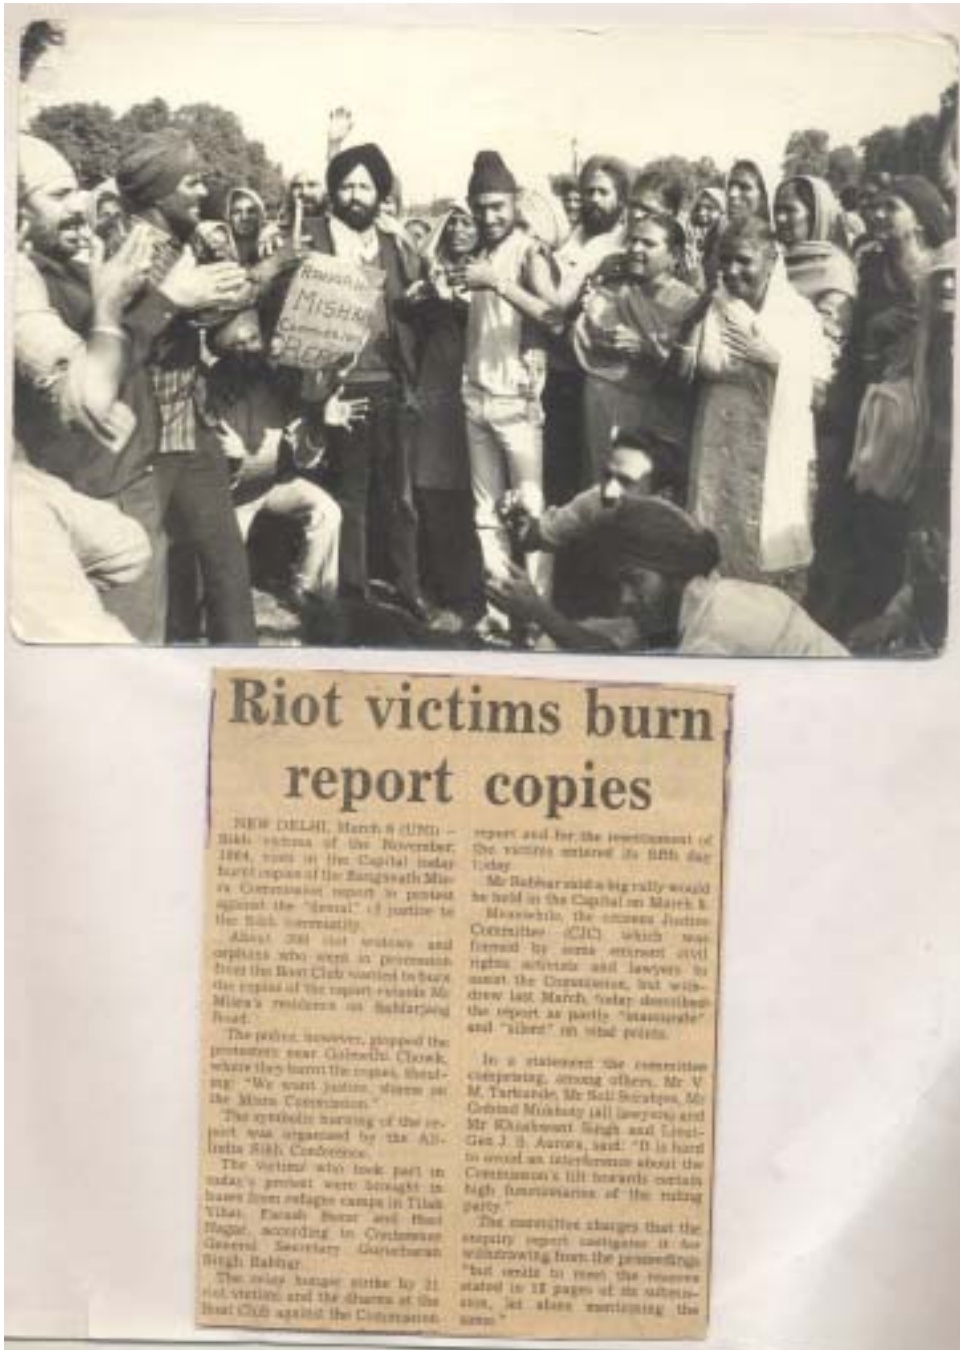 RANGANATH
MISHRA
COMMISSION
REPORT
Riot victims burn
report copies
NEW DELHI, March 6 (UNI) —
Sikh victims of the November,
1984, riots in the Capital today
burnt copies of the Ranganath Mis-
ra Commission report in protest
against the "denial" of justice to
the Sikh community.
About 200 riot widows and
orphans who went in procession
from the Boat Club wanted to burn
the copies of the report outside Mr
Misra's residence on Safdarjang
Road.
The police, however, stopped the
protesters near Golmethi Chowk,
where they burnt the copies, shout-
ing: "We want justice, shame on
the Misra Commission."
The symbolic burning of the re-
port was organised by the All-
India Sikh Conference.
The victims who took part in
today's protest were brought in
buses from refugee camps in Tilak
Vihar, Farash Bazar and
Nagar, according to Conference
General Secretary Gurucharan
Singh Babbar.
The relay hunger strike by 21
riot victims and the dharna at the
Boat Club against the Commission
report and for the resettlement of
the victims entered its fifth day
today.
Mr Babbar said a big rally would
be held in the Capital on March
Meanwhile, the citizens Justice
Committee (CJC) which was
formed by some eminent civil
rights activists and lawyers to
assist the Commission, but with-
drew last March, today described
the report as partly "inaccurate"
and "silent" on vital points.
In a statement the committee
comprising, among others, Mr V.
M. Tarkunde, Mr Soli Sorabjee, Mr
Gobind Mukhoty (all lawyers) and
Mr Khushwant Singh and Lieut-
Gen J. S. Aurora, said: "It is hard
to avoid an interference about the
Commission's tilt towards certain
high functionaries of the ruling
party."
The committee charges that the
enquiry report castigates it for
withdrawing from the proceedings
"but omits to meet the reasons
stated in 18 pages of its submis-
sion, let alone mentioning the
same."